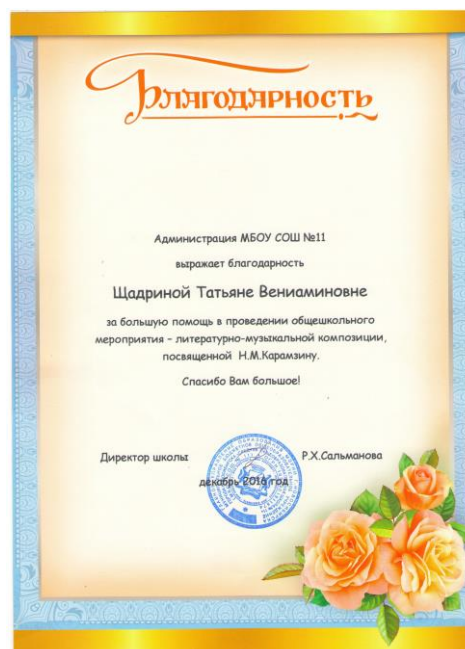 Благодарность
Администрация МБОУ СОШ №11
выражает благодарность
Щадриной Татьяне Вениаминовне
за большую помощь в проведении общешкольного
мероприятия – литературно-музыкальной композиции,
посвященной Н.М.Карамзину.
Спасибо Вам большое!
Директор школы: Р.Х.Сальманова
декабрь 2016 год